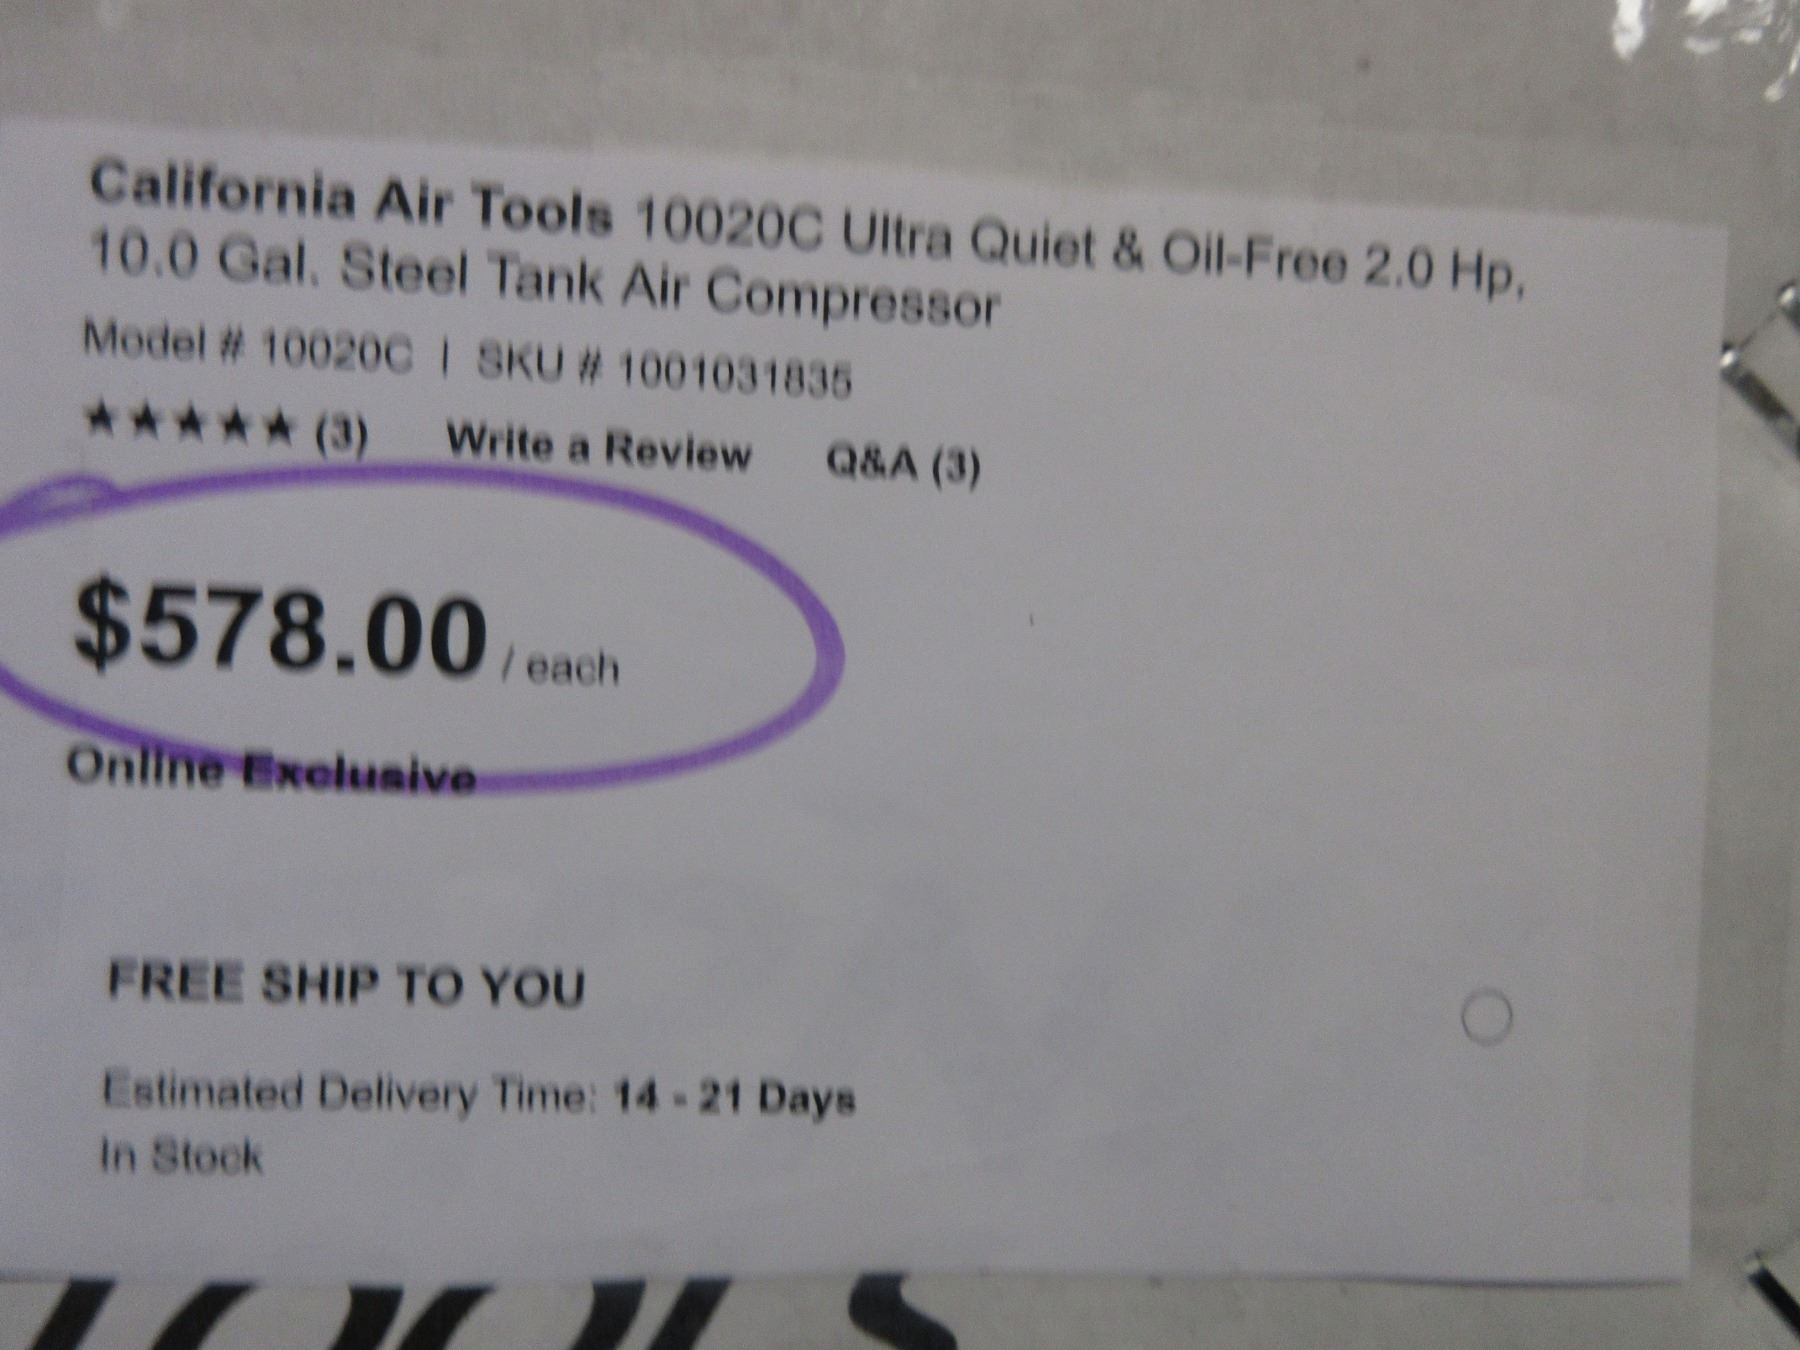 California Air Tools 10020C Ultra Quiet & Oil-Free 2.0 Hp,
10.0 Gal. Steel Tank Air Compressor
Model # 10020C | SKU # 1001031835
★★★★★ (3) Write a Review Q&A (3)
$578.00 / each
Online Exclusive
FREE SHIP TO YOU
Estimated Delivery Time: 14 - 21 Days
In Stock